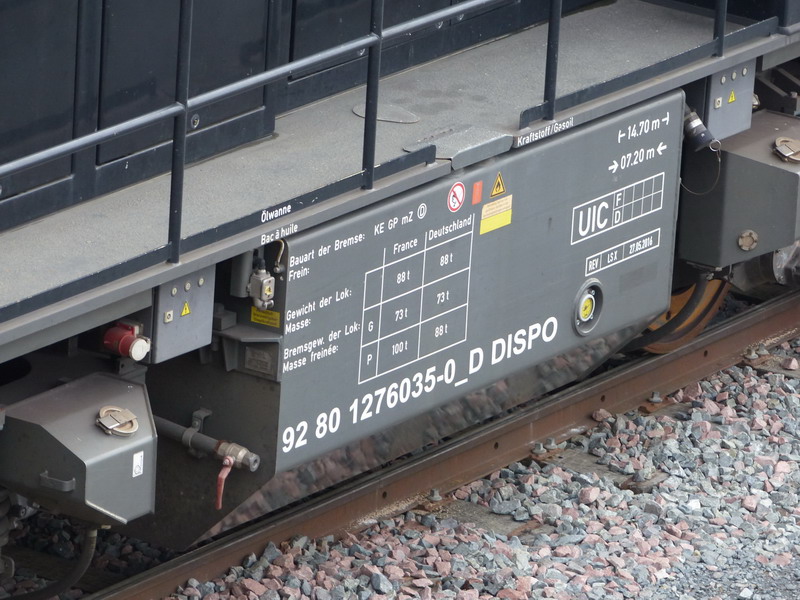 Kraftstoff/Gasoil
14.70 m
07.20 m
Ölwanne
Bac à huile
Bauart der Bremse: KE GP mZ D
Frein:
France Deutschland
Gewicht der Lok: 88 t 88 t
Masse: G 73 t 73 t
Bremsgew. der Lok: P 100 t 88 t
Masse freinée:
UIC F
D
REV LSX 27.05.2016
92 80 1276035-0_D DISPO